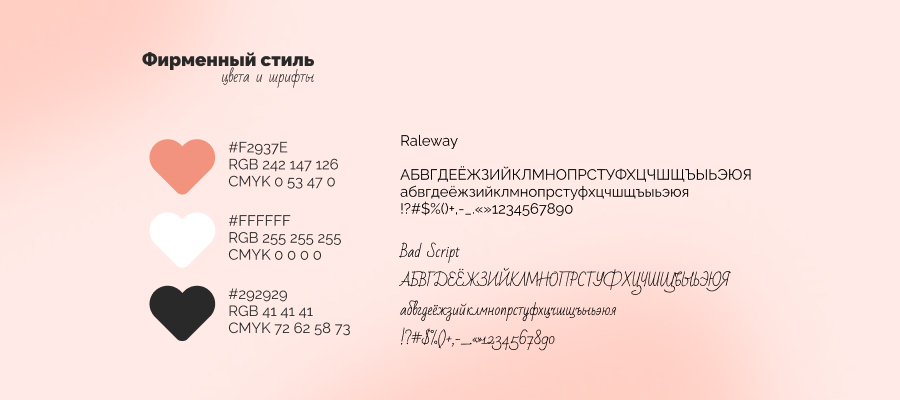 Фирменный стиль
цвета и шрифты
#F2937E
RGB 242 147 126
CMYK 0 53 47 0
#FFFFFF
RGB 255 255 255
CMYK 0 0 0 0
#292929
RGB 41 41 41
CMYK 72 62 58 73
Raleway
АБВГДЕЁЖЗИЙКЛМНОПРСТУФХЦЧШЩЪЫЬЭЮЯ
абвгдеёжзийклмнопрстуфхцчшщъыьэюя
!?#$%()+,-_.«»1234567890
Bad Script
АБВГДЕЁЖЗИЙКЛМНОПРСТУФХЦЧШЩЪЫЬЭЮЯ
абвгдеёжзийклмнопрстуфхцчшщъыьэюя
!?#$%()+,-_.«»1234567890